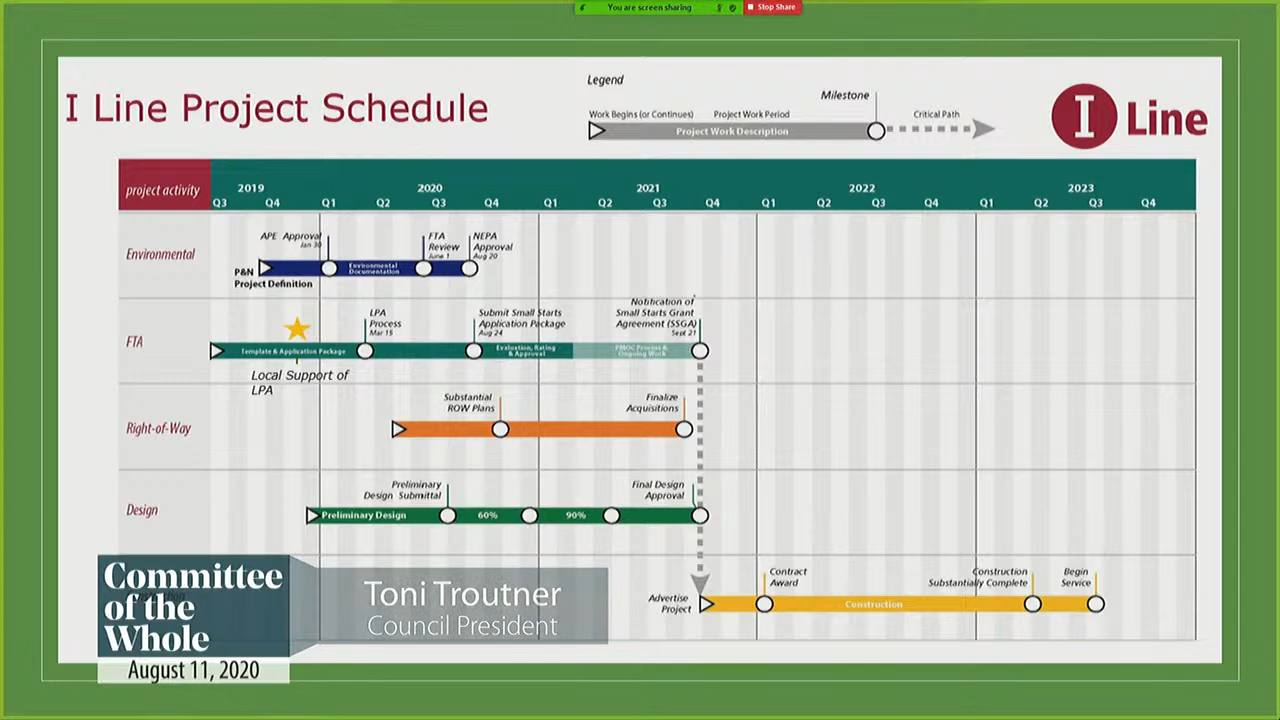 You are screen sharing
Stop Share
I Line Project Schedule
Legend
Milestone
Work Begins (or Continues) Project Work Period Critical Path
Project Work Description
I Line
project activity
2019 2020 2021 2022 2023
Q3 Q4 Q1 Q2 Q3 Q4 Q1 Q2 Q3 Q4 Q1 Q2 Q3 Q4 Q1 Q2 Q3 Q4
Environmental
APE Approval
Jan 30
FTA
Review
June 1
NEPA
Approval
Aug 20
P&N
Project Definition
Environmental
Documentation
FTA
LPA
Process
Mar 15
Submit Small Starts
Application Package
Aug 24
Notification of
Small Starts Grant
Agreement (SSGA)
Sept 21
Template & Application Package
Evaluation, Rating
& Approval
PMOC Process &
Ongoing Work
Local Support of
LPA
Right-of-Way
Substantial
ROW Plans
Finalize
Acquisitions
Design
Preliminary
Design Submittal
Final Design
Approval
Preliminary Design
60%
90%
Advertise
Project
Contract
Award
Construction
Construction
Substantially Complete
Begin
Service
Committee
of the
Whole
August 11, 2020
Toni Troutner
Council President